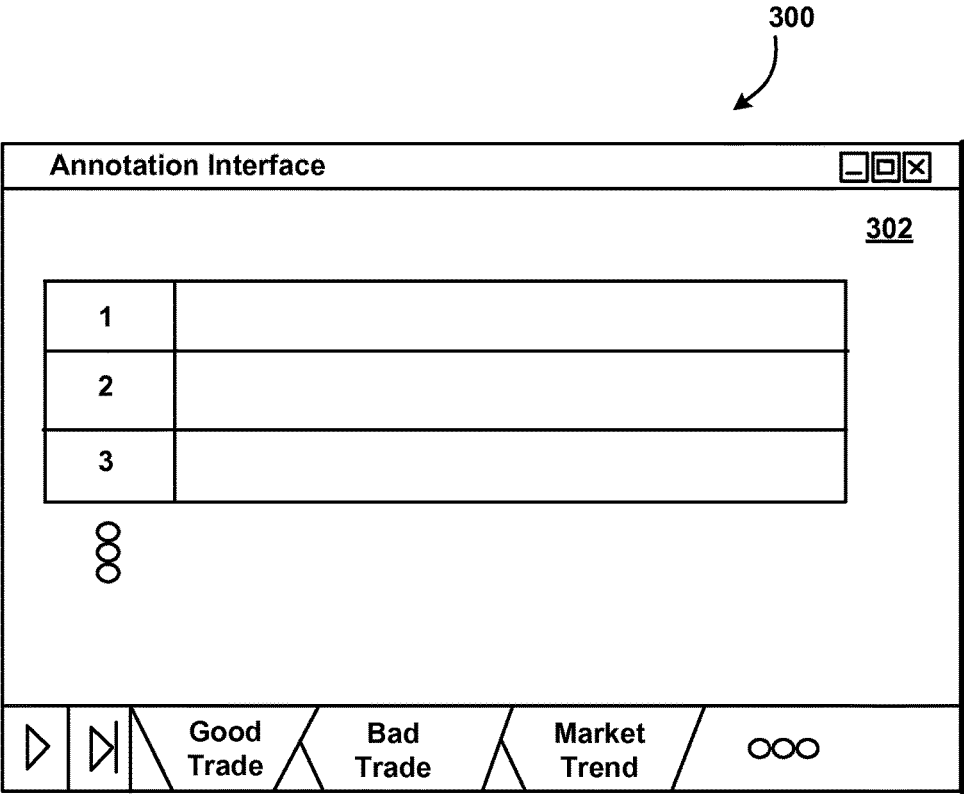 300
Annotation Interface
302
1
2
3
Good Trade
Bad Trade
Market Trend